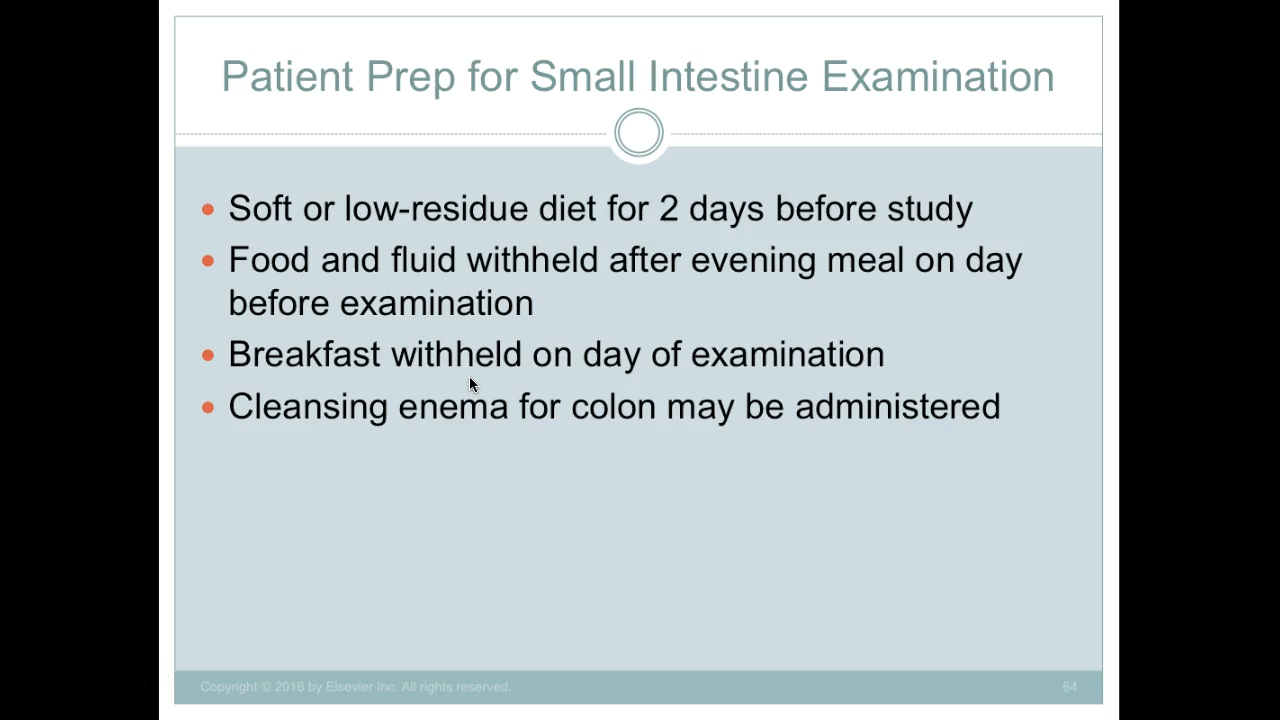 Patient Prep for Small Intestine Examination
• Soft or low-residue diet for 2 days before study
• Food and fluid withheld after evening meal on day
before examination
• Breakfast withheld on day of examination
• Cleansing enema for colon may be administered
Copyright © 2016 by Elsevier Inc. All rights reserved.
64